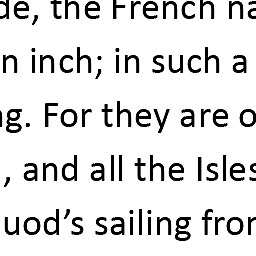 de, the French na
n inch; in such a
ng. For they are o
, and all the Isles
uod’s sailing fron